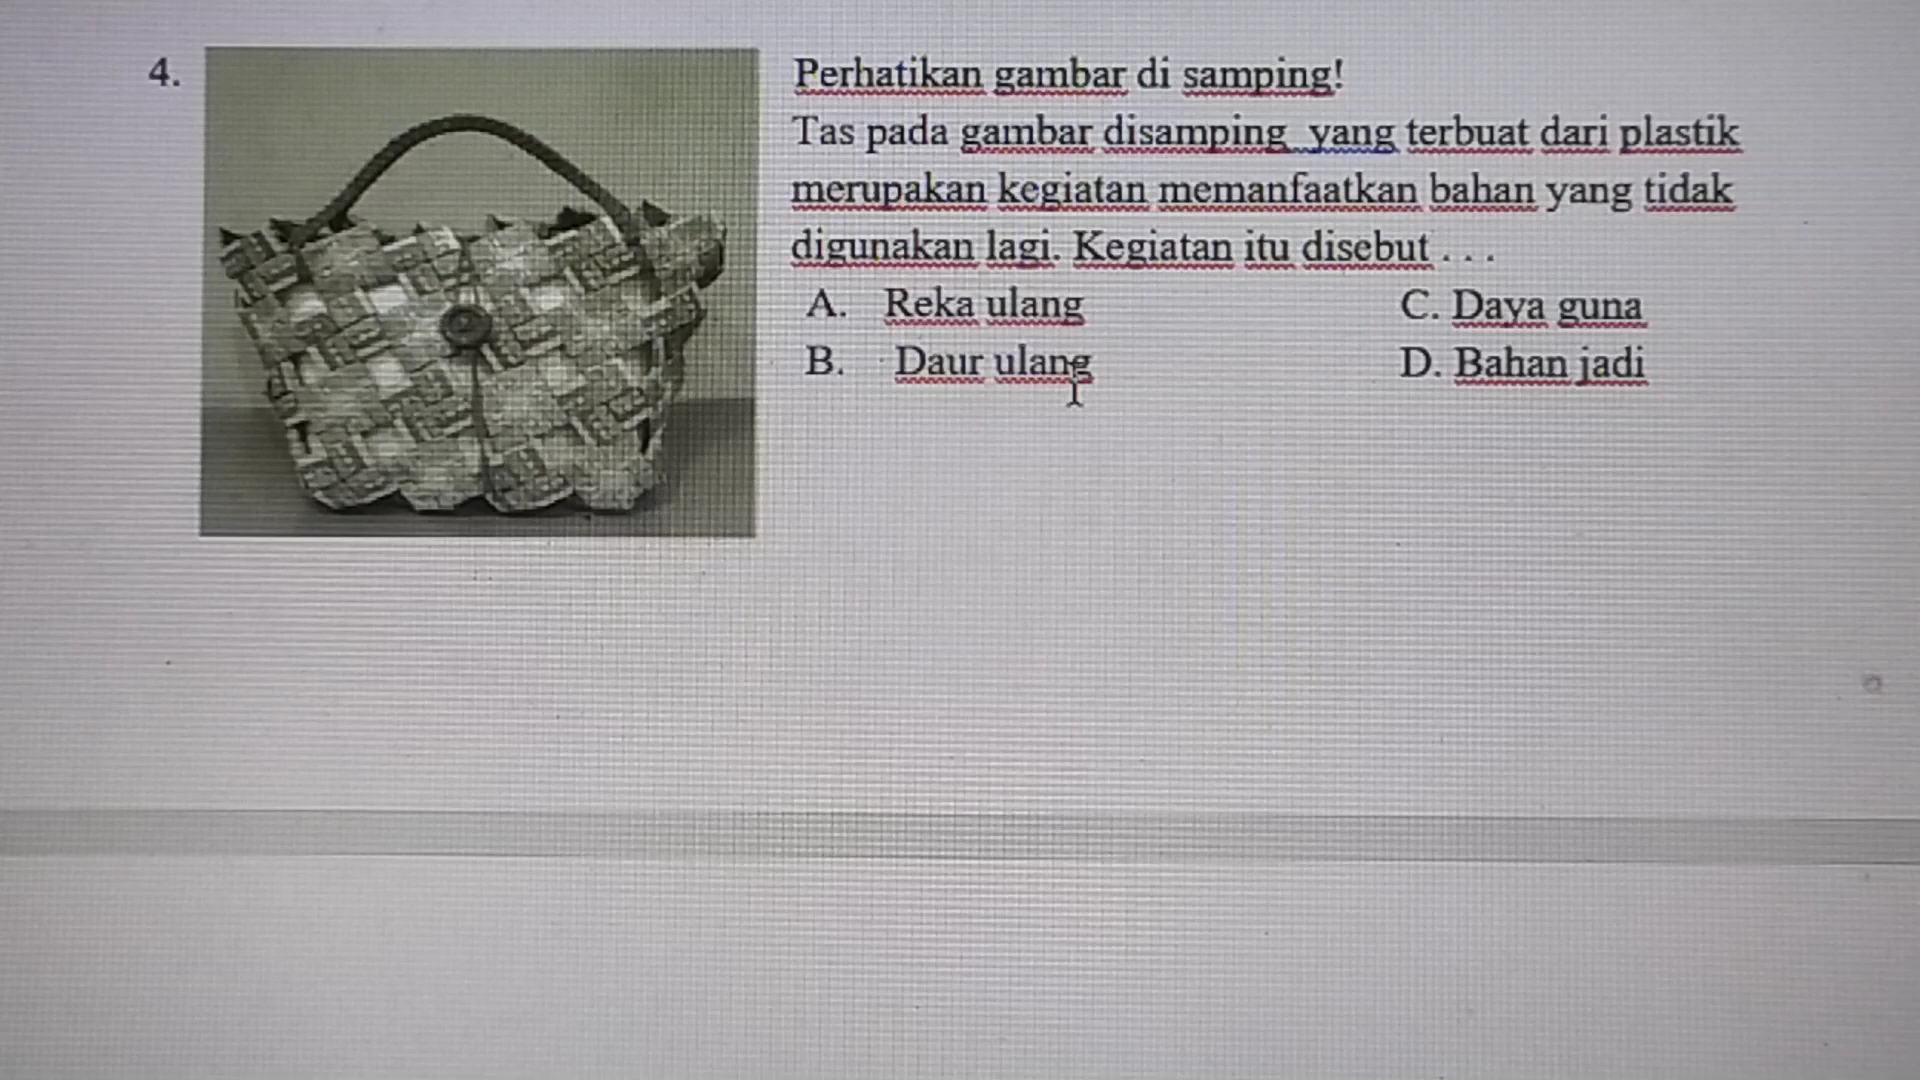 4.
Perhatikan gambar di samping!
Tas pada gambar disamping yang terbuat dari plastik
merupakan kegiatan memanfaatkan bahan yang tidak
digunakan lagi. Kegiatan itu disebut . . .
A. Reka ulang C. Daya guna
B. Daur ulang D. Bahan jadi